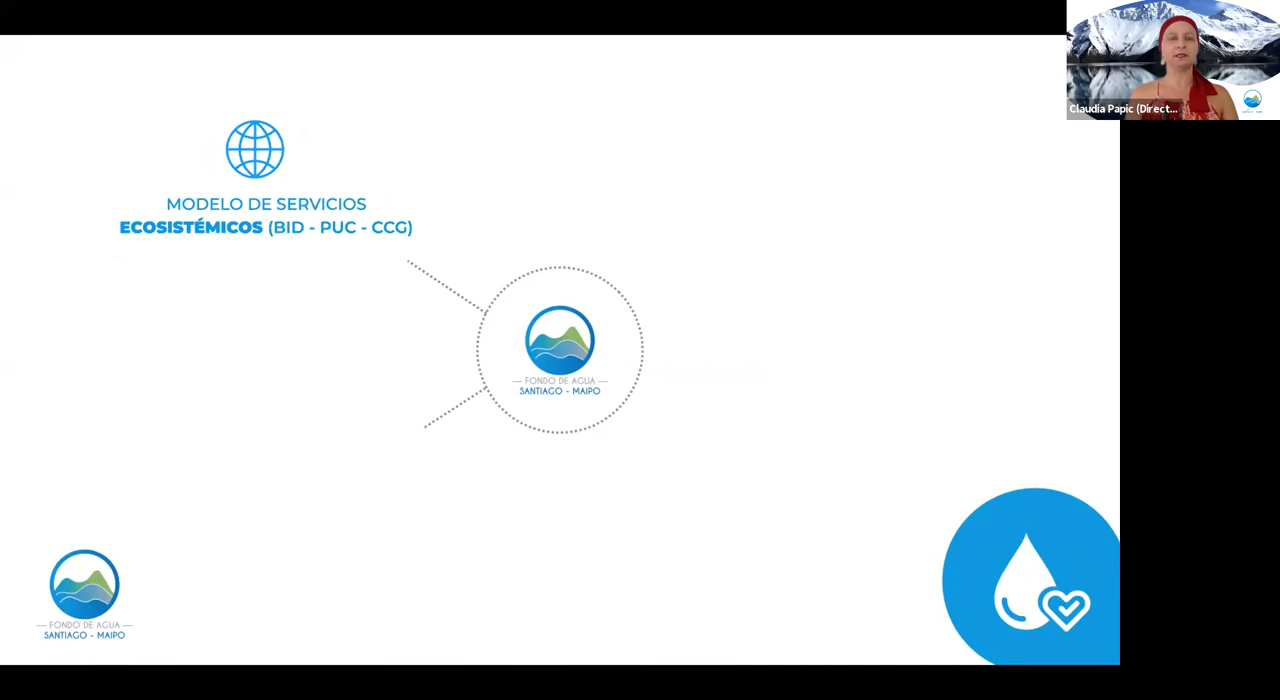 Claudia Papic (Direct...
MODELO DE SERVICIOS
ECOSISTÉMICOS (BID - PUC - CCG)
FONDO DE AGUA
SANTIAGO - MAIPO
FONDO DE AGUA
SANTIAGO - MAIPO